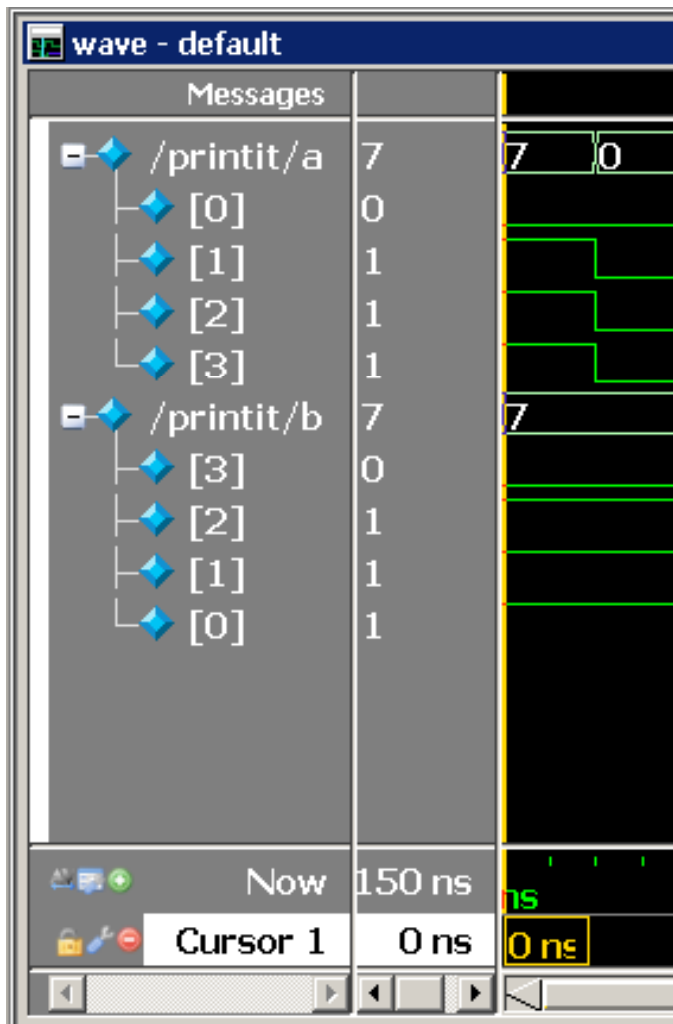 wave - default
Messages
/printit/a 7 7 0
[0] 0
[1] 1
[2] 1
[3] 1
/printit/b 7 7
[3] 0
[2] 1
[1] 1
[0] 1
Now 150 ns ns
Cursor 1 0 ns 0 ns